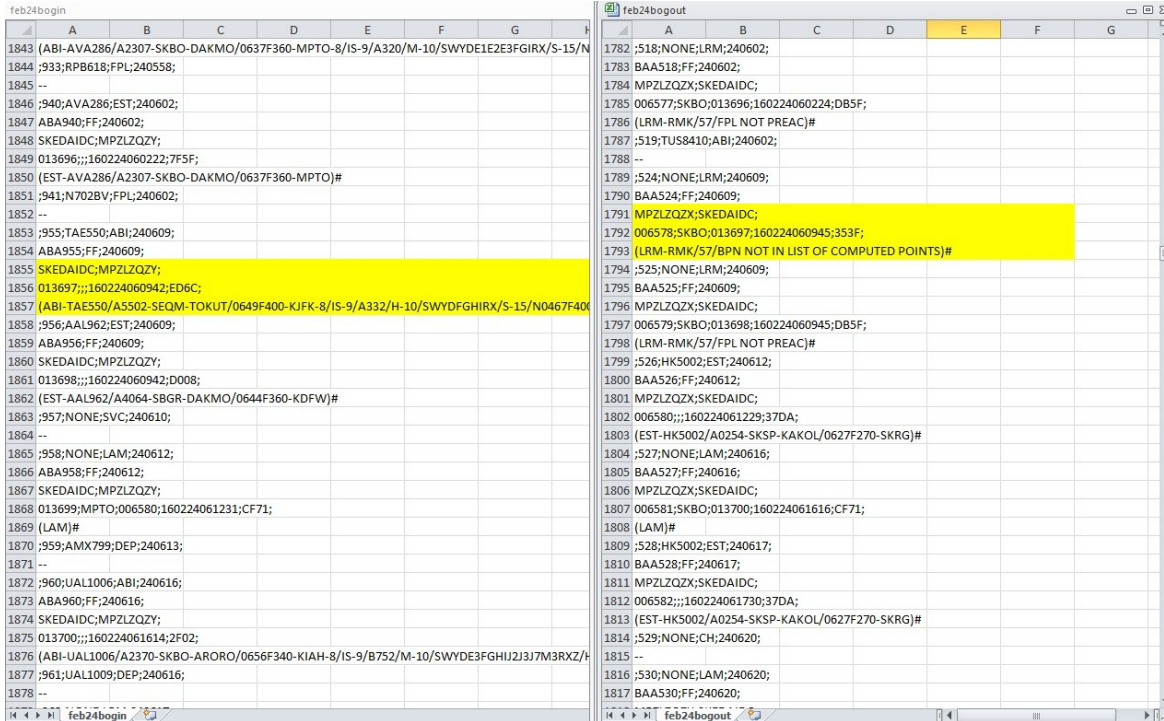 feb24bogin
A B C D E F G
1843 (ABI-AVA286/A2307-SKBO-DAKMO/0637F360-MPTO-8/IS-9/A320/M-10/SWYDE1E2E3FGIRX/S-15/N
1844 ;933;RPB618;FPL;240558;
1845 --
1846 ;940;AVA286;EST;240602;
1847 ABA940;FF;240602;
1848 SKEDAIDC;MPZLZQZY;
1849 013696;;;160224060222;7F5F;
1850 (EST-AVA286/A2307-SKBO-DAKMO/0637F360-MPTO)#
1851 ;941;N702BV;FPL;240602;
1852 --
1853 ;955;TAE550;ABI;240609;
1854 ABA955;FF;240609;
1855 SKEDAIDC;MPZLZQZY;
1856 013697;;;160224060942;ED6C;
1857 (ABI-TAE550/A5502-SEQM-TOKUT/0649F400-KJFK-8/IS-9/A332/H-10/SWYDFGHIRX/S-15/N0467F400
1858 ;956;AAL962;EST;240609;
1859 ABA956;FF;240609;
1860 SKEDAIDC;MPZLZQZY;
1861 013698;;;160224060942;D008;
1862 (EST-AAL962/A4064-SBGR-DAKMO/0644F360-KDFW)#
1863 ;957;NONE;SVC;240610;
1864 --
1865 ;958;NONE;LAM;240612;
1866 ABA958;FF;240612;
1867 SKEDAIDC;MPZLZQZY;
1868 013699;MPTO;006580;160224061231;CF71;
1869 (LAM)#
1870 ;959;AMX799;DEP;240613;
1871 --
1872 ;960;UAL1006;ABI;240616;
1873 ABA960;FF;240616;
1874 SKEDAIDC;MPZLZQZY;
1875 013700;;;160224061614;2F02;
1876 (ABI-UAL1006/A2370-SKBO-ARORO/0656F340-KIAH-8/IS-9/B752/M-10/SWYDE3FGHIJ2J3J7M3RXZ/H
1877 ;961;UAL1009;DEP;240616;
1878 --
feb24bogin
feb24bogout
A B C D E F G
1782 ;518;NONE;LRM;240602;
1783 BAA518;FF;240602;
1784 MPZLZQZX;SKEDAIDC;
1785 006577;SKBO;013696;160224060224;DB5F;
1786 (LRM-RMK/57/FPL NOT PREAC)#
1787 ;519;TUS8410;ABI;240602;
1788 --
1789 ;524;NONE;LRM;240609;
1790 BAA524;FF;240609;
1791 MPZLZQZX;SKEDAIDC;
1792 006578;SKBO;013697;160224060945;353F;
1793 (LRM-RMK/57/BPN NOT IN LIST OF COMPUTED POINTS)#
1794 ;525;NONE;LRM;240609;
1795 BAA525;FF;240609;
1796 MPZLZQZX;SKEDAIDC;
1797 006579;SKBO;013698;160224060945;DB5F;
1798 (LRM-RMK/57/FPL NOT PREAC)#
1799 ;526;HK5002;EST;240612;
1800 BAA526;FF;240612;
1801 MPZLZQZX;SKEDAIDC;
1802 006580;;;160224061229;37DA;
1803 (EST-HK5002/A0254-SKSP-KAKOL/0627F270-SKRG)#
1804 ;527;NONE;LAM;240616;
1805 BAA527;FF;240616;
1806 MPZLZQZX;SKEDAIDC;
1807 006581;SKBO;013700;160224061616;CF71;
1808 (LAM)#
1809 ;528;HK5002;EST;240617;
1810 BAA528;FF;240617;
1811 MPZLZQZX;SKEDAIDC;
1812 006582;;;160224061730;37DA;
1813 (EST-HK5002/A0254-SKSP-KAKOL/0627F270-SKRG)#
1814 ;529;NONE;CH;240620;
1815 --
1816 ;530;NONE;LAM;240620;
1817 BAA530;FF;240620;
feb24bogout